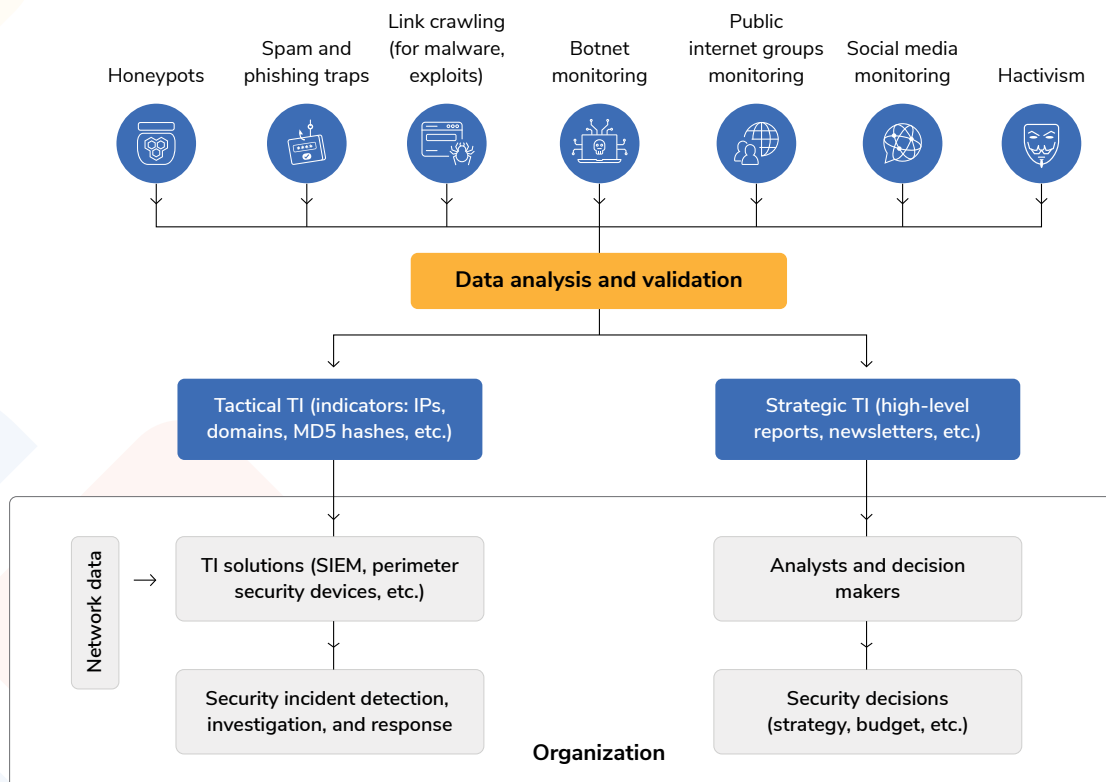 Honeypots
Spam and
phishing traps
Link crawling
(for malware,
exploits)
Botnet
monitoring
Public
internet groups
monitoring
Social media
monitoring
Hactivism
Data analysis and validation
Tactical TI (indicators: IPs,
domains, MD5 hashes, etc.)
Strategic TI (high-level
reports, newsletters, etc.)
Network data
TI solutions (SIEM, perimeter
security devices, etc.)
Analysts and decision
makers
Security incident detection,
investigation, and response
Security decisions
(strategy, budget, etc.)
Organization